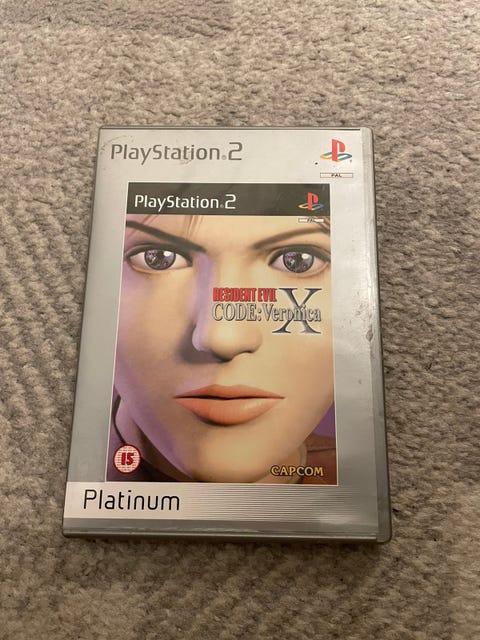 PlayStation.2
PAL
PlayStation.2
RESIDENT EVIL
CODE:Veronica X
15
CAPCOM
Platinum